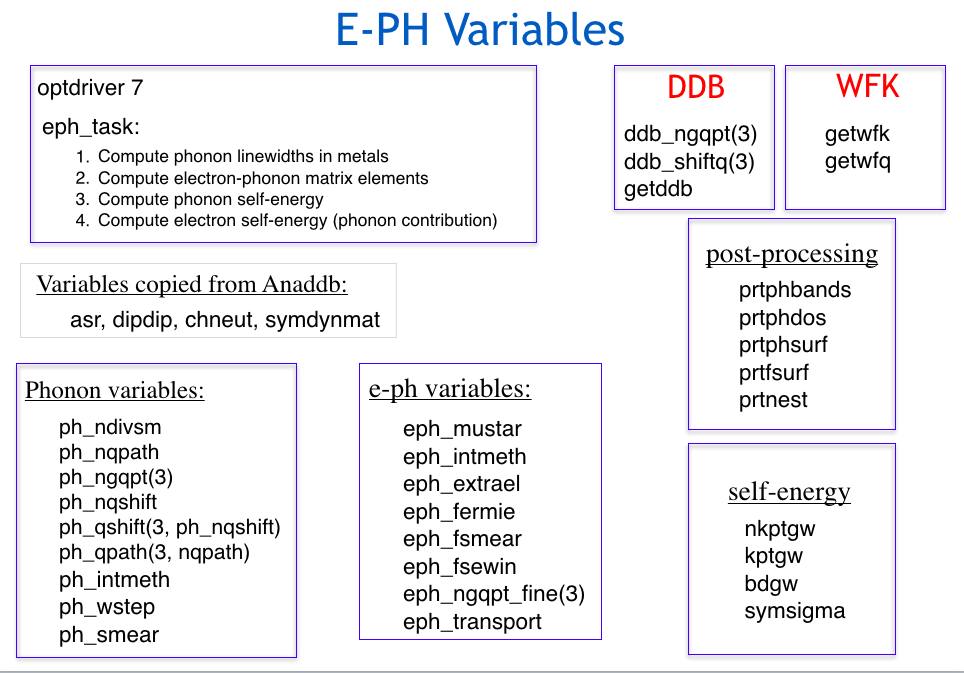 E-PH Variables
optdriver 7
eph_task:
1. Compute phonon linewidths in metals
2. Compute electron-phonon matrix elements
3. Compute phonon self-energy
4. Compute electron self-energy (phonon contribution)
DDB
ddb_ngqpt(3)
ddb_shiftq(3)
getddb
WFK
getwfk
getwfq
Variables copied from Anaddb:
asr, dipdip, chneut, symdynmat
post-processing
prtphbands
prtphdos
prtphsurf
prtfsurf
prtnest
Phonon variables:
ph_ndivsm
ph_nqpath
ph_ngqpt(3)
ph_nqshift
ph_qshift(3, ph_nqshift)
ph_qpath(3, nqpath)
ph_intmeth
ph_wstep
ph_smear
e-ph variables:
eph_mustar
eph_intmeth
eph_extrael
eph_fermie
eph_fsmear
eph_fsewin
eph_ngqpt_fine(3)
eph_transport
self-energy
nkptgw
kptgw
bdgw
symsigma